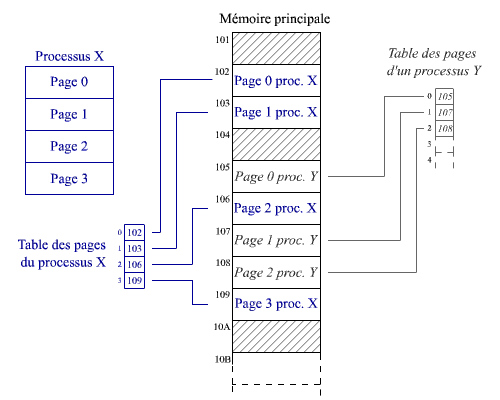 Mémoire principale
101
102
103
104
105
106
107
108
109
10A
10B
Page 0 proc. X
Page 1 proc. X
Page 0 proc. Y
Page 2 proc. X
Page 1 proc. Y
Page 2 proc. Y
Page 3 proc. X
Processus X
Page 0
Page 1
Page 2
Page 3
Table des pages
du processus X
0 102
1 103
2 106
3 109
Table des pages
d'un processus Y
0 105
1 107
2 108
3
4